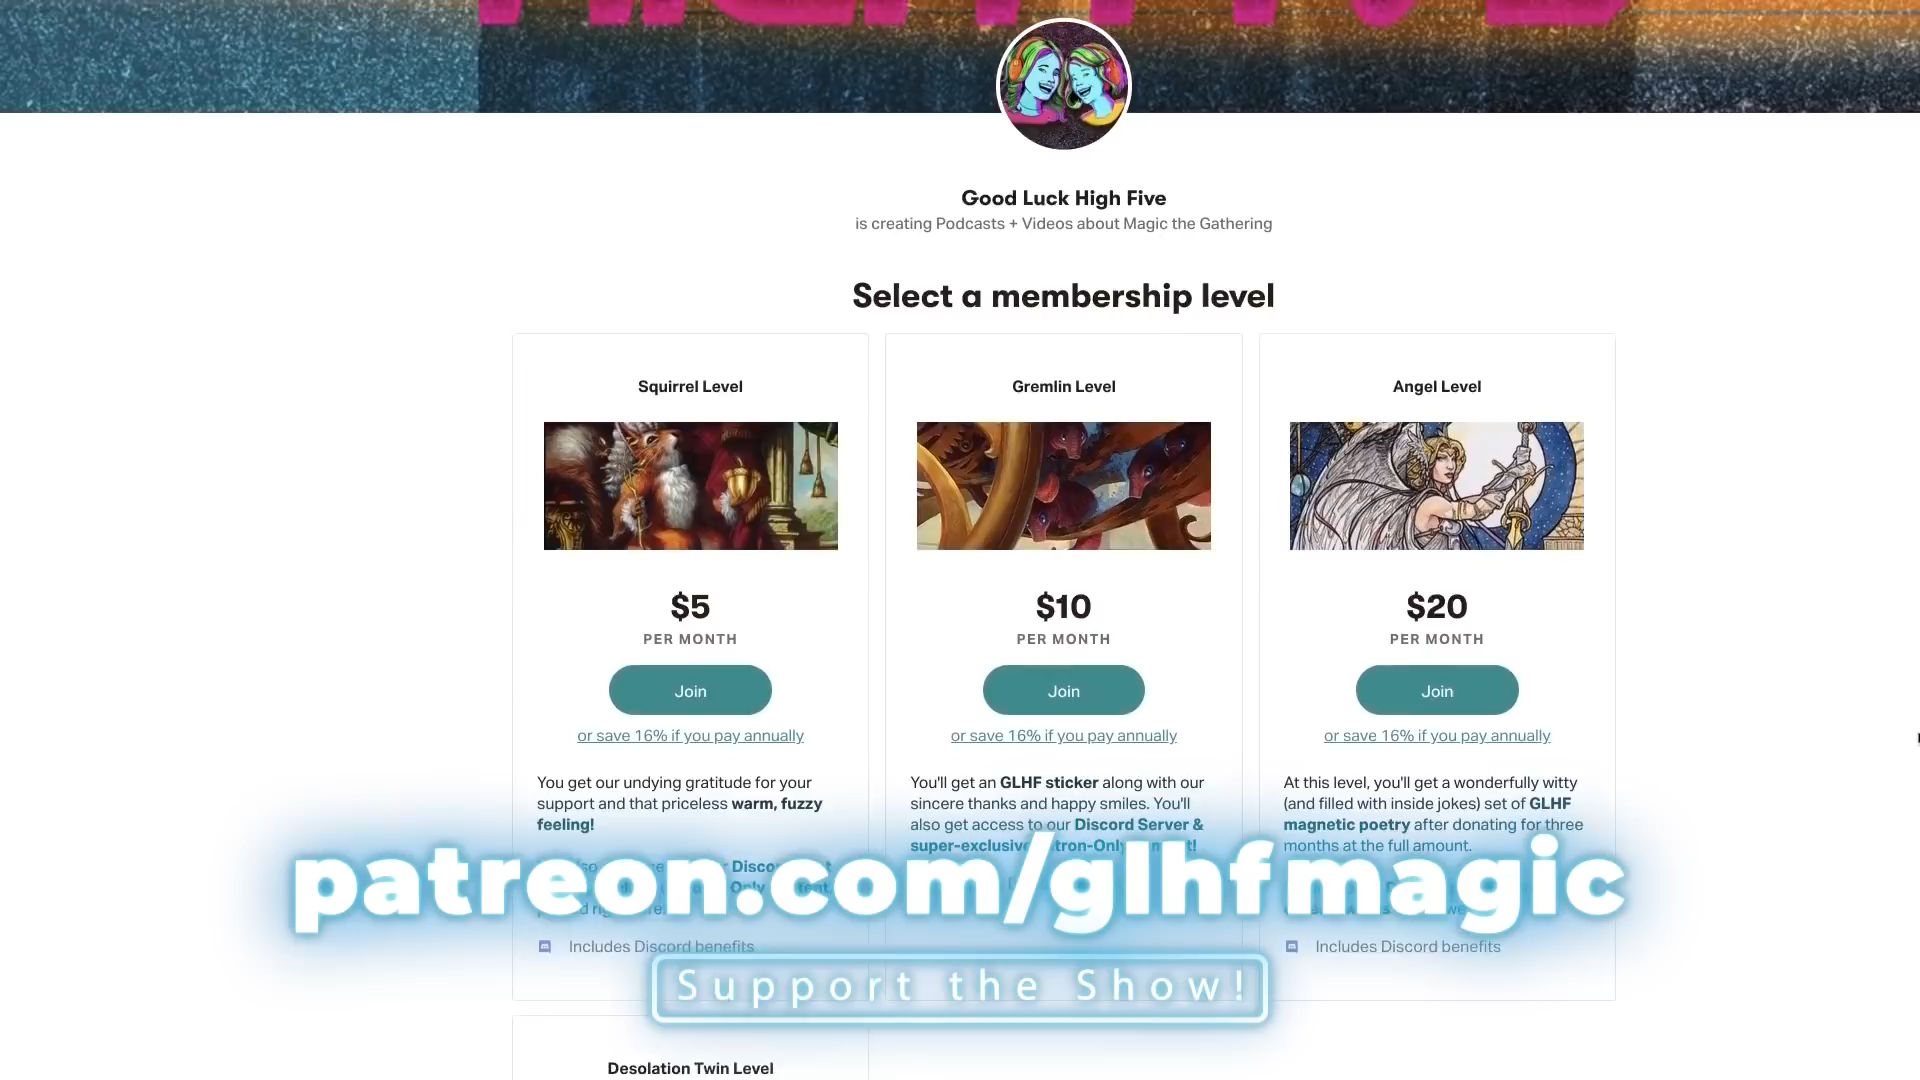 Good Luck High Five
is creating Podcasts + Videos about Magic the Gathering
Select a membership level
Squirrel Level
$5
PER MONTH
Join
or save 16% if you pay annually
You get our undying gratitude for your
support and that priceless warm, fuzzy
feeling!
Includes Discord benefits
Gremlin Level
$10
PER MONTH
Join
or save 16% if you pay annually
You'll get an GLHF sticker along with our
sincere thanks and happy smiles. You'll
also get access to our Discord Server &
super-exclusive
Angel Level
$20
PER MONTH
Join
or save 16% if you pay annually
At this level, you'll get a wonderfully witty
(and filled with inside jokes) set of GLHF
magnetic poetry after donating for three
months at the full amount.
Includes Discord benefits
patreon.com/glhfmagic
Support the Show!
Desolation Twin Level